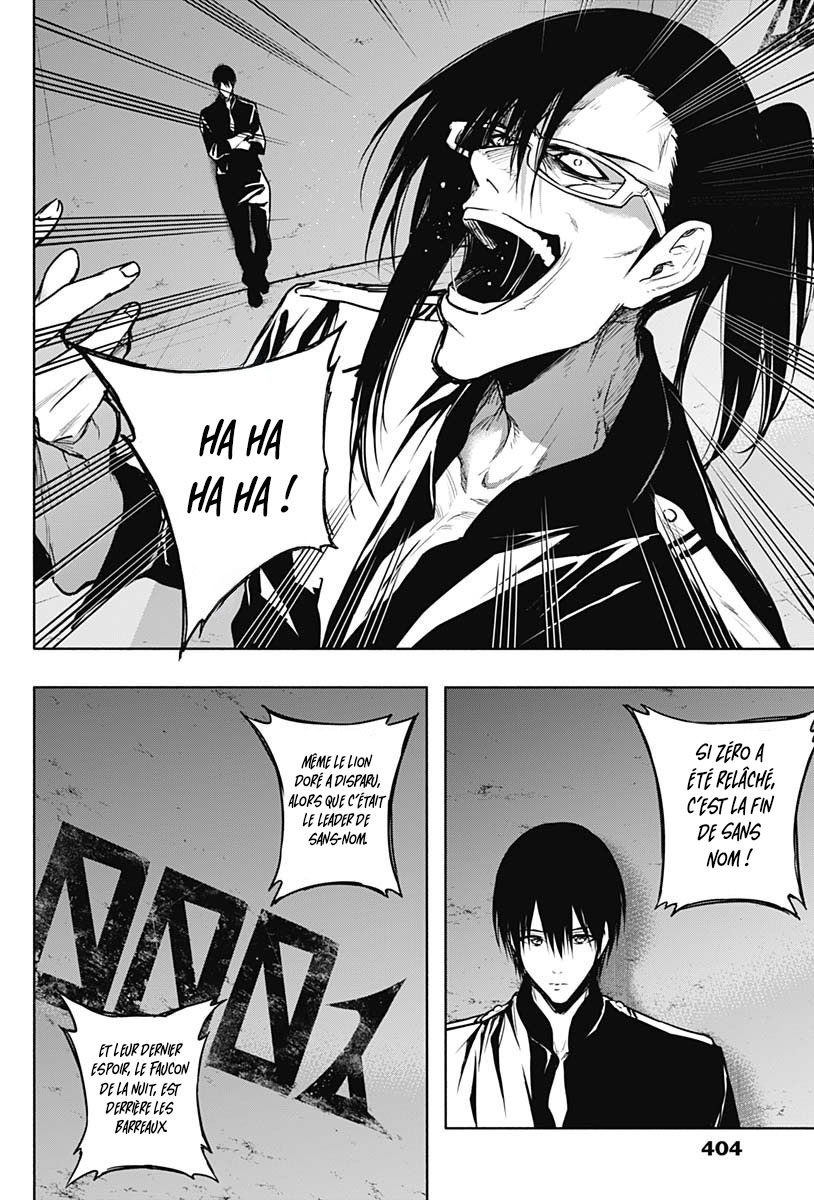 HA HA
HA HA !
SI ZÉRO A
ÉTÉ RELÂCHÉ,
C'EST LA FIN
DE SANS
NOM !
MÊME LE LION
DORÉ A DISPARU,
ALORS QUE C'ÉTAIT
LE LEADER DE
SANS-NOM.
ET LEUR DERNIER
ESPOIR, LE FAUCON
DE LA NUIT, EST
DERRIÈRE LES
BARREAUX.
404